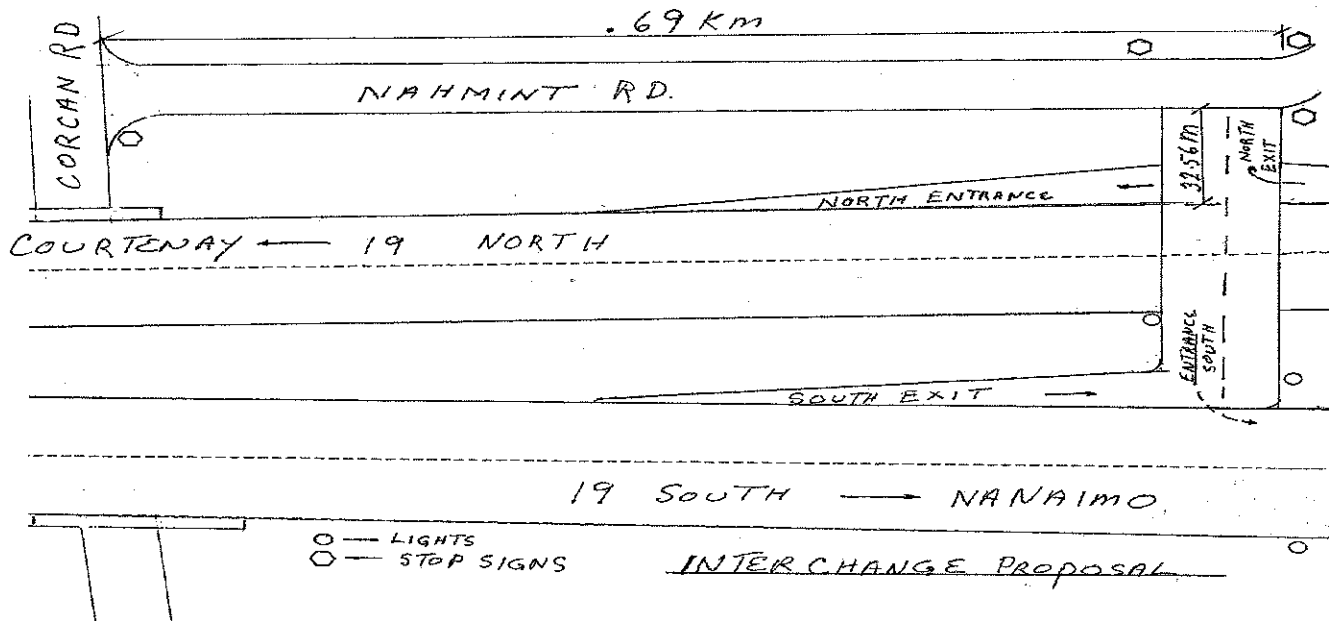 .69 Km
CORCAN RD
NAHMINT RD.
32.56M
NORTH
EXIT
NORTH ENTRANCE
COURTENAY ← 19 NORTH
ENTRANCE
SOUTH
SOUTH EXIT
19 SOUTH → NANAIMO
LIGHTS
STOP SIGNS
INTERCHANGE PROPOSAL